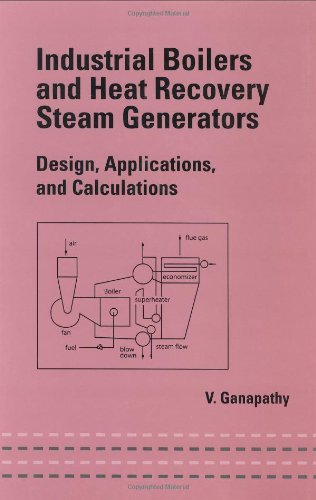 Industrial Boilers
and Heat Recovery
Steam Generators
Design, Applications,
and Calculations
air
flue gas
economizer
Boiler
superheater
fan
fuel
blow
down
steam flow
V. Ganapathy